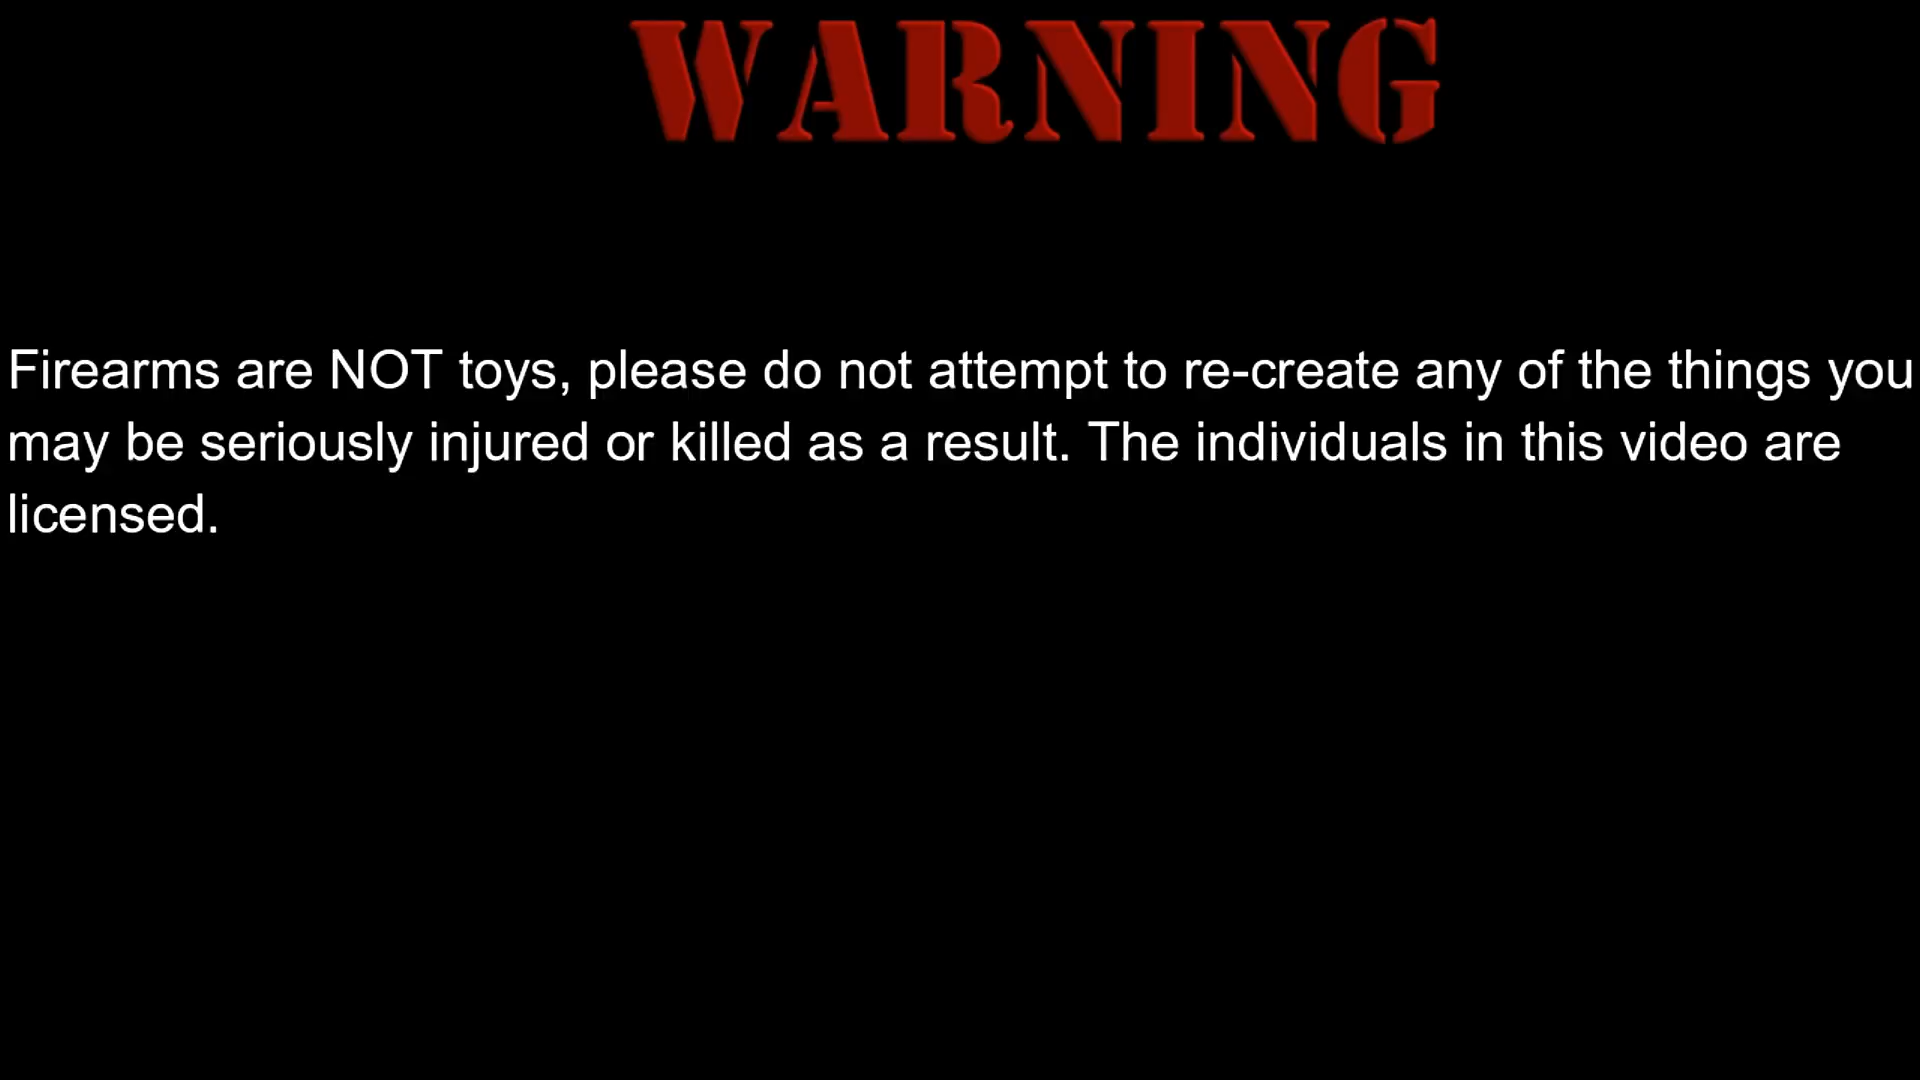 WARNING
Firearms are NOT toys, please do not attempt to re-create any of the things you
may be seriously injured or killed as a result. The individuals in this video are
licensed.